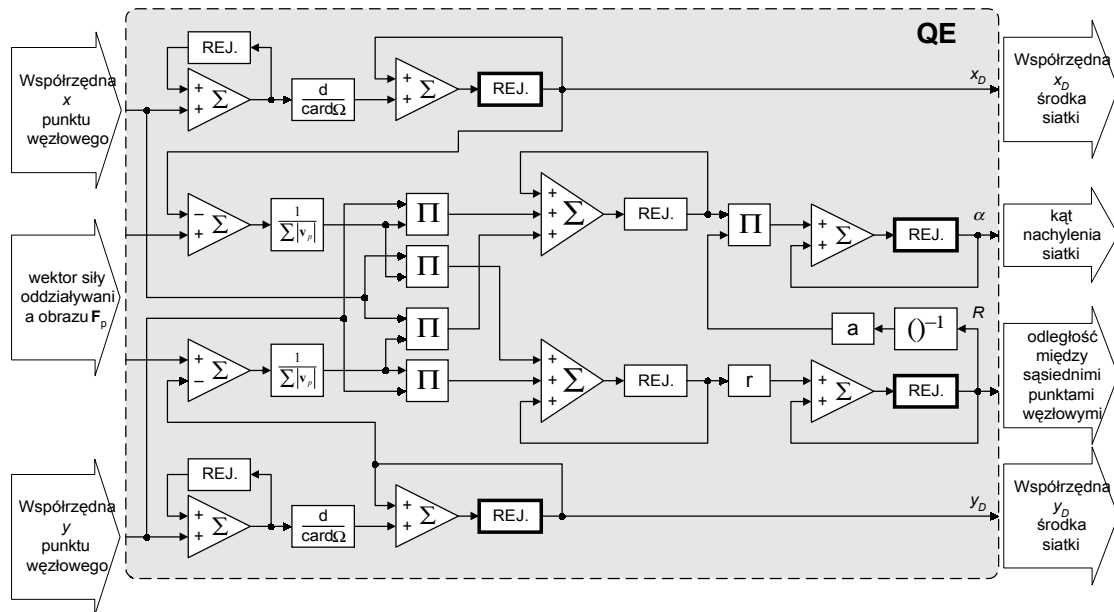 QE
Współrzędna
x
punktu
węzłowego
REJ.
+
+
Σ
d
cardΩ
+
+
Σ
REJ.
x_D
Współrzędna
x_D
środka
siatki
wektor siły
oddziaływani
a obrazu F_p
−
+
Σ
1
Σ|v_p|
Π
Π
+
+
+
Σ
REJ.
Π
+
+
Σ
REJ.
α
kąt
nachylenia
siatki
+
−
Σ
1
Σ|v_p|
Π
Π
a
()⁻¹
R
+
+
+
Σ
REJ.
r
+
+
Σ
REJ.
odległość
między
sąsiednimi
punktami
węzłowymi
Współrzędna
y
punktu
węzłowego
REJ.
+
+
Σ
d
cardΩ
+
+
Σ
REJ.
y_D
Współrzędna
y_D
środka
siatki